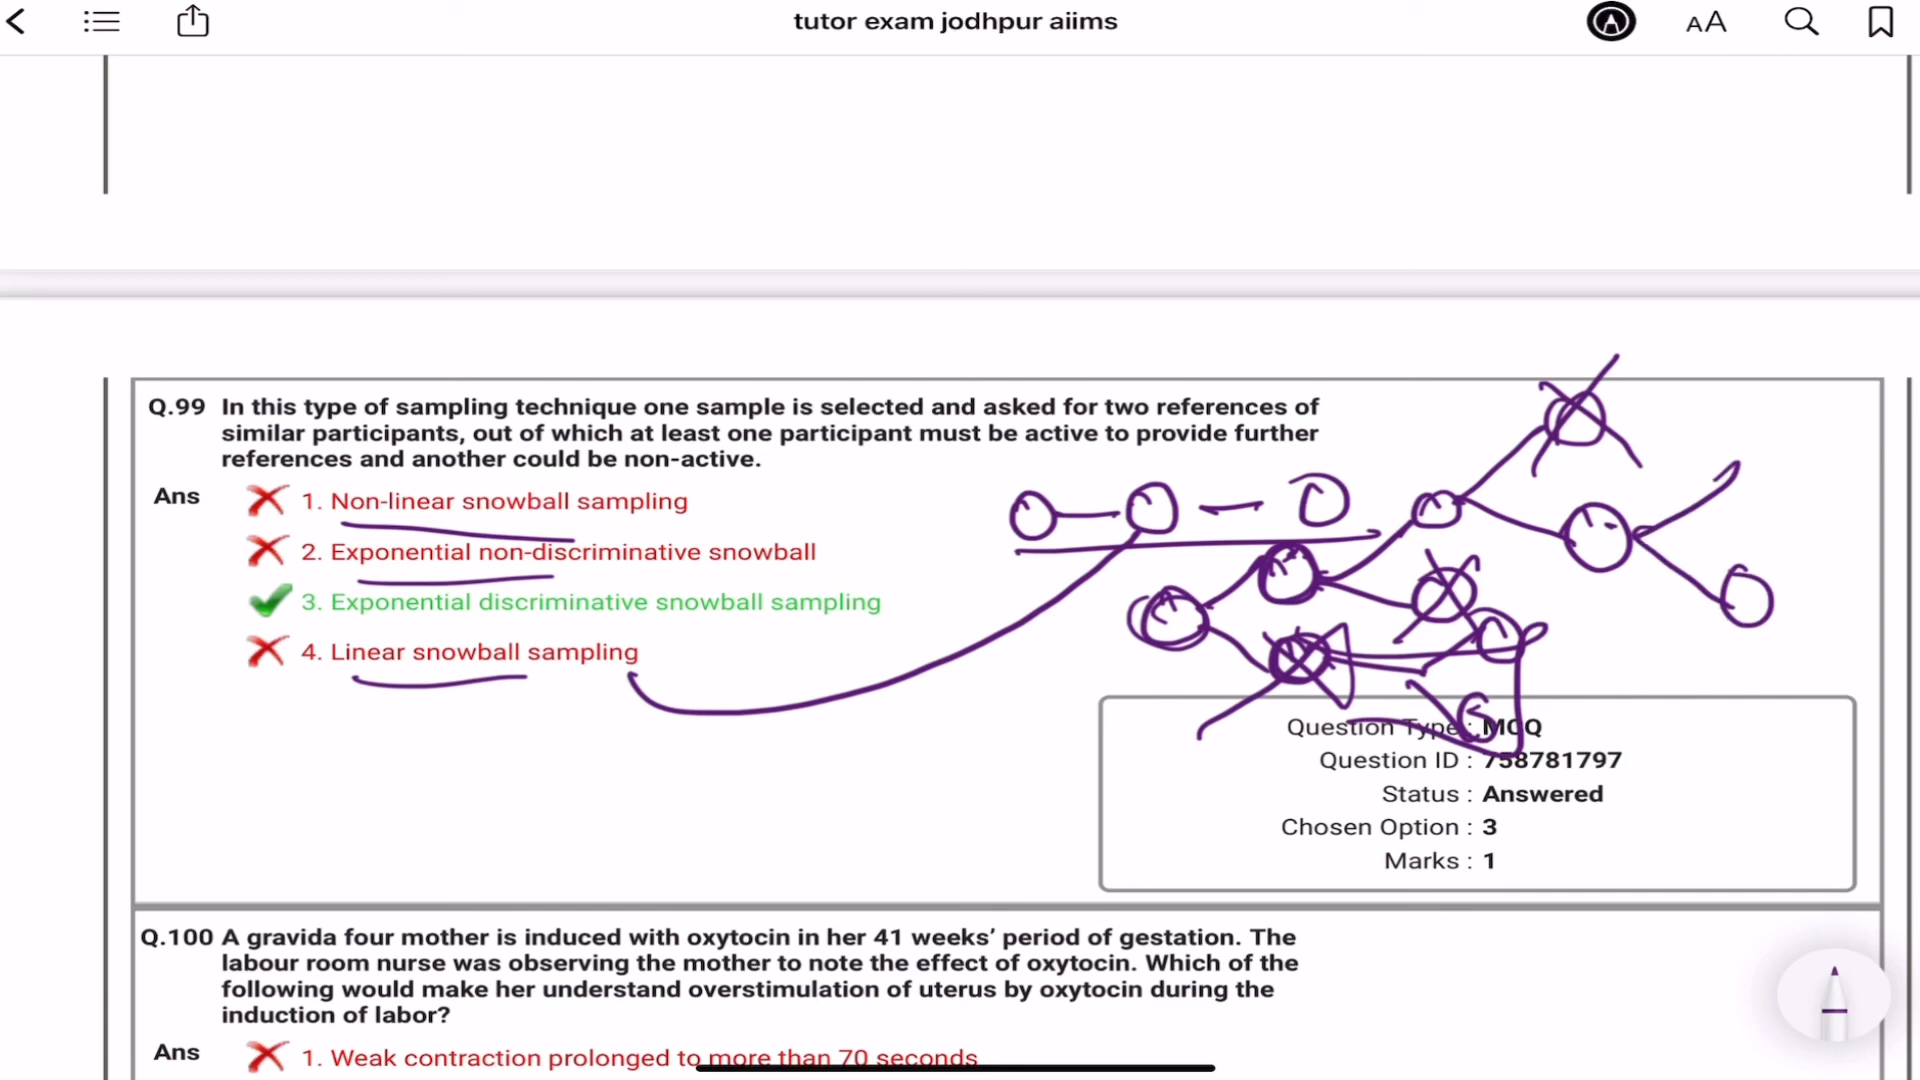 tutor exam jodhpur aiims
AA
Q.99 In this type of sampling technique one sample is selected and asked for two references of
similar participants, out of which at least one participant must be active to provide further
references and another could be non-active.
Ans
1. Non-linear snowball sampling
2. Exponential non-discriminative snowball
3. Exponential discriminative snowball sampling
4. Linear snowball sampling
Question Type : MCQ
Question ID : 758781797
Status : Answered
Chosen Option : 3
Marks : 1
Q.100 A gravida four mother is induced with oxytocin in her 41 weeks’ period of gestation. The
labour room nurse was observing the mother to note the effect of oxytocin. Which of the
following would make her understand overstimulation of uterus by oxytocin during the
induction of labor?
Ans
1. Weak contraction prolonged to more than 70 seconds